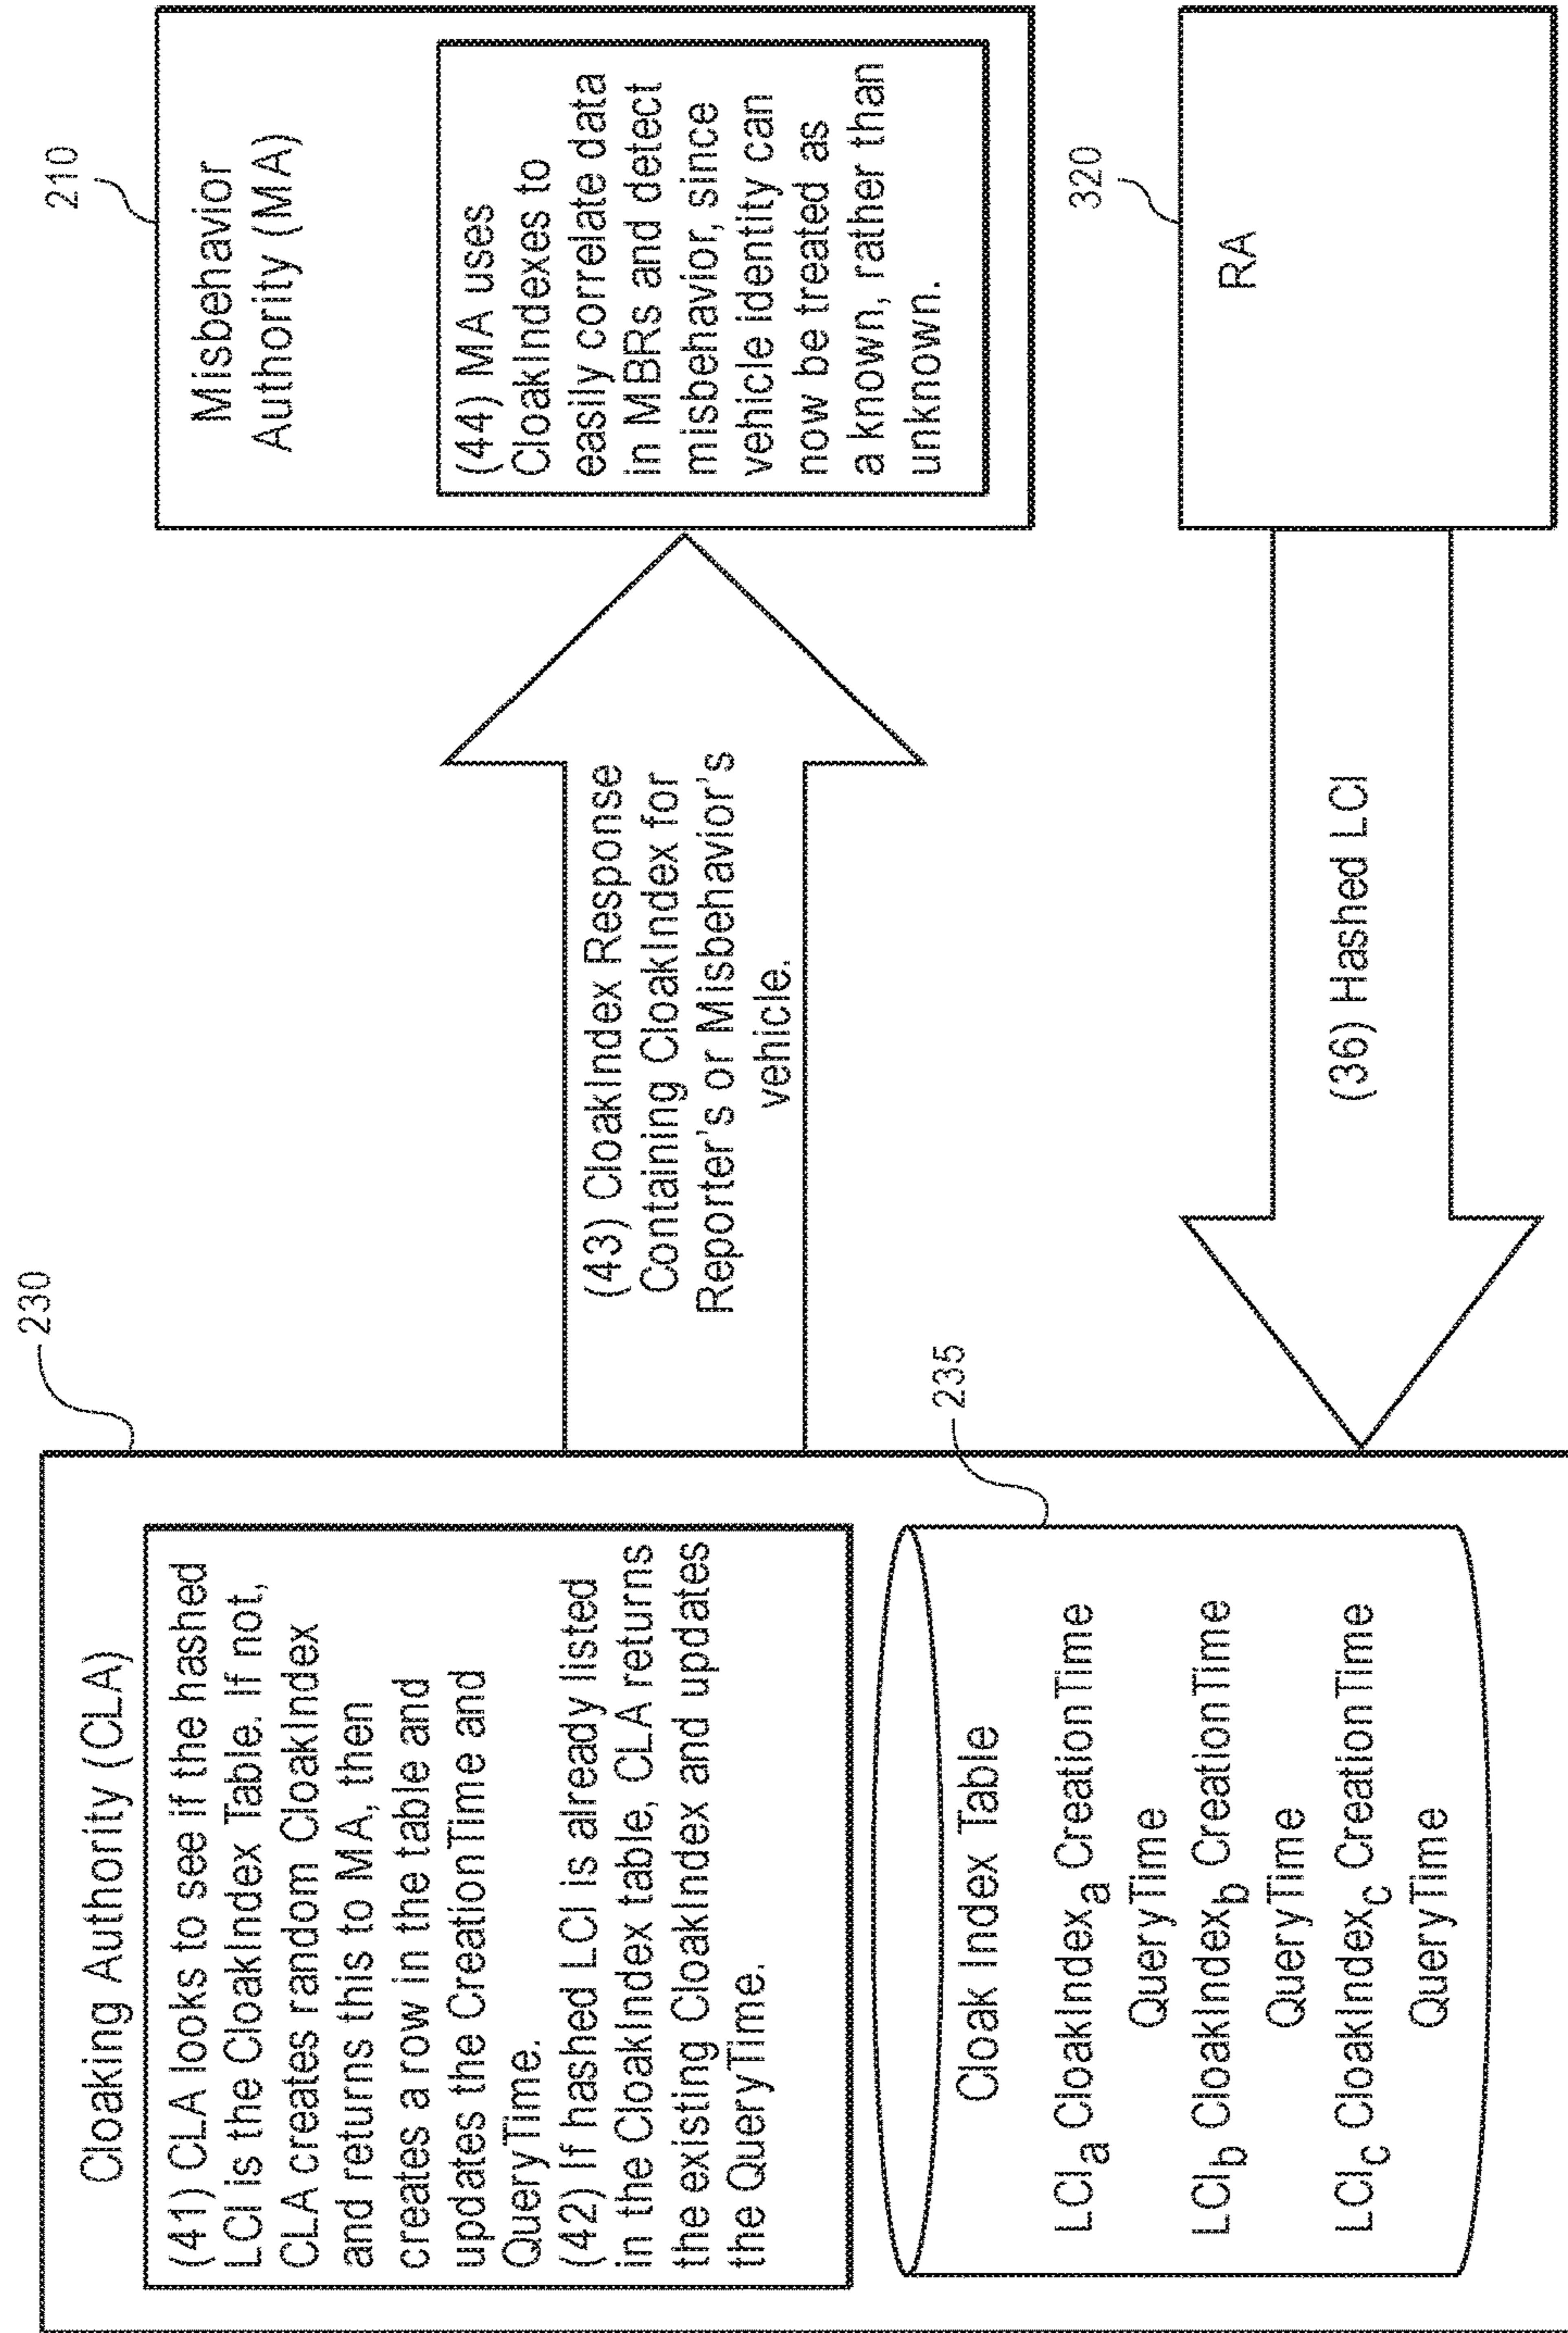 230
Cloaking Authority (CLA)
(41) CLA looks to see if the hashed
LCI is the CloakIndex Table. If not,
CLA creates random CloakIndex
and returns this to MA, then
creates a row in the table and
updates the CreationTime and
QueryTime.
(42) If hashed LCI is already listed
in the CloakIndex table, CLA returns
the existing CloakIndex and updates
the QueryTime.
235
Cloak Index Table
LCIa CloakIndexa CreationTime
QueryTime
LCIb CloakIndexb CreationTime
QueryTime
LCIc CloakIndexc CreationTime
QueryTime
(43) CloakIndex Response
Containing CloakIndex for
Reporter's or Misbehavior's
vehicle.
(36) Hashed LCI
210
Misbehavior
Authority (MA)
(44) MA uses
CloakIndexes to
easily correlate data
in MBRs and detect
misbehavior, since
vehicle identity can
now be treated as
a known, rather than
unknown.
320
RA